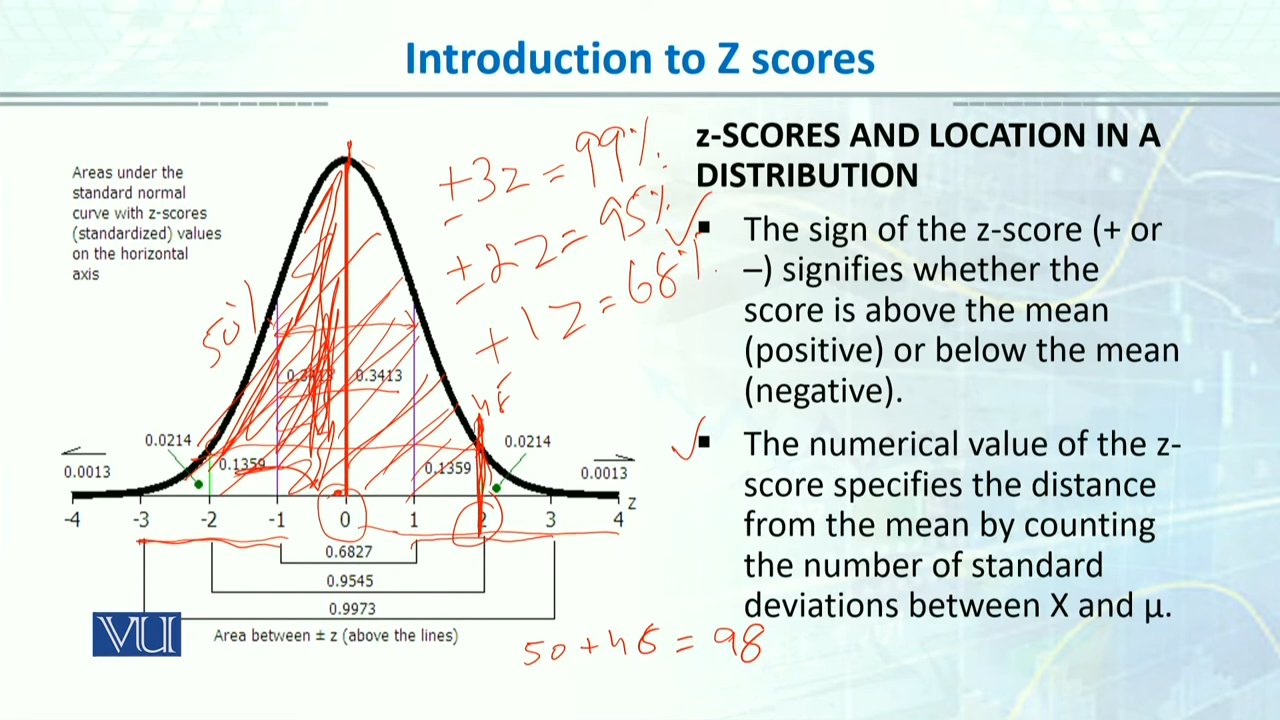 Introduction to Z scores
Areas under the
standard normal
curve with z-scores
(standardized) values
on the horizontal
axis
50%
±3z = 99%
±2z = 95%
+1z = 68%
48
0.3413
0.3413
0.0214
0.0214
0.0013
0.1359
0.1359
0.0013
-4 -3 -2 -1 0 1 2 3 4 z
0.6827
0.9545
0.9973
VU
Area between ± z (above the lines)
50 + 48 = 98
z-SCORES AND LOCATION IN A
DISTRIBUTION
▪ The sign of the z-score (+ or
–) signifies whether the
score is above the mean
(positive) or below the mean
(negative).
▪ The numerical value of the z-
score specifies the distance
from the mean by counting
the number of standard
deviations between X and μ.